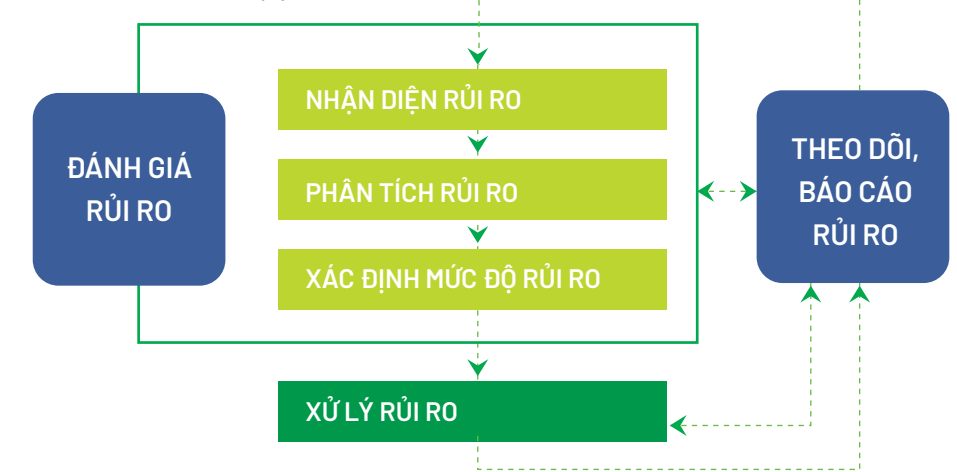 NHẬN DIỆN RỦI RO
ĐÁNH GIÁ
RỦI RO
PHÂN TÍCH RỦI RO
THEO DÕI,
BÁO CÁO
RỦI RO
XÁC ĐỊNH MỨC ĐỘ RỦI RO
XỬ LÝ RỦI RO